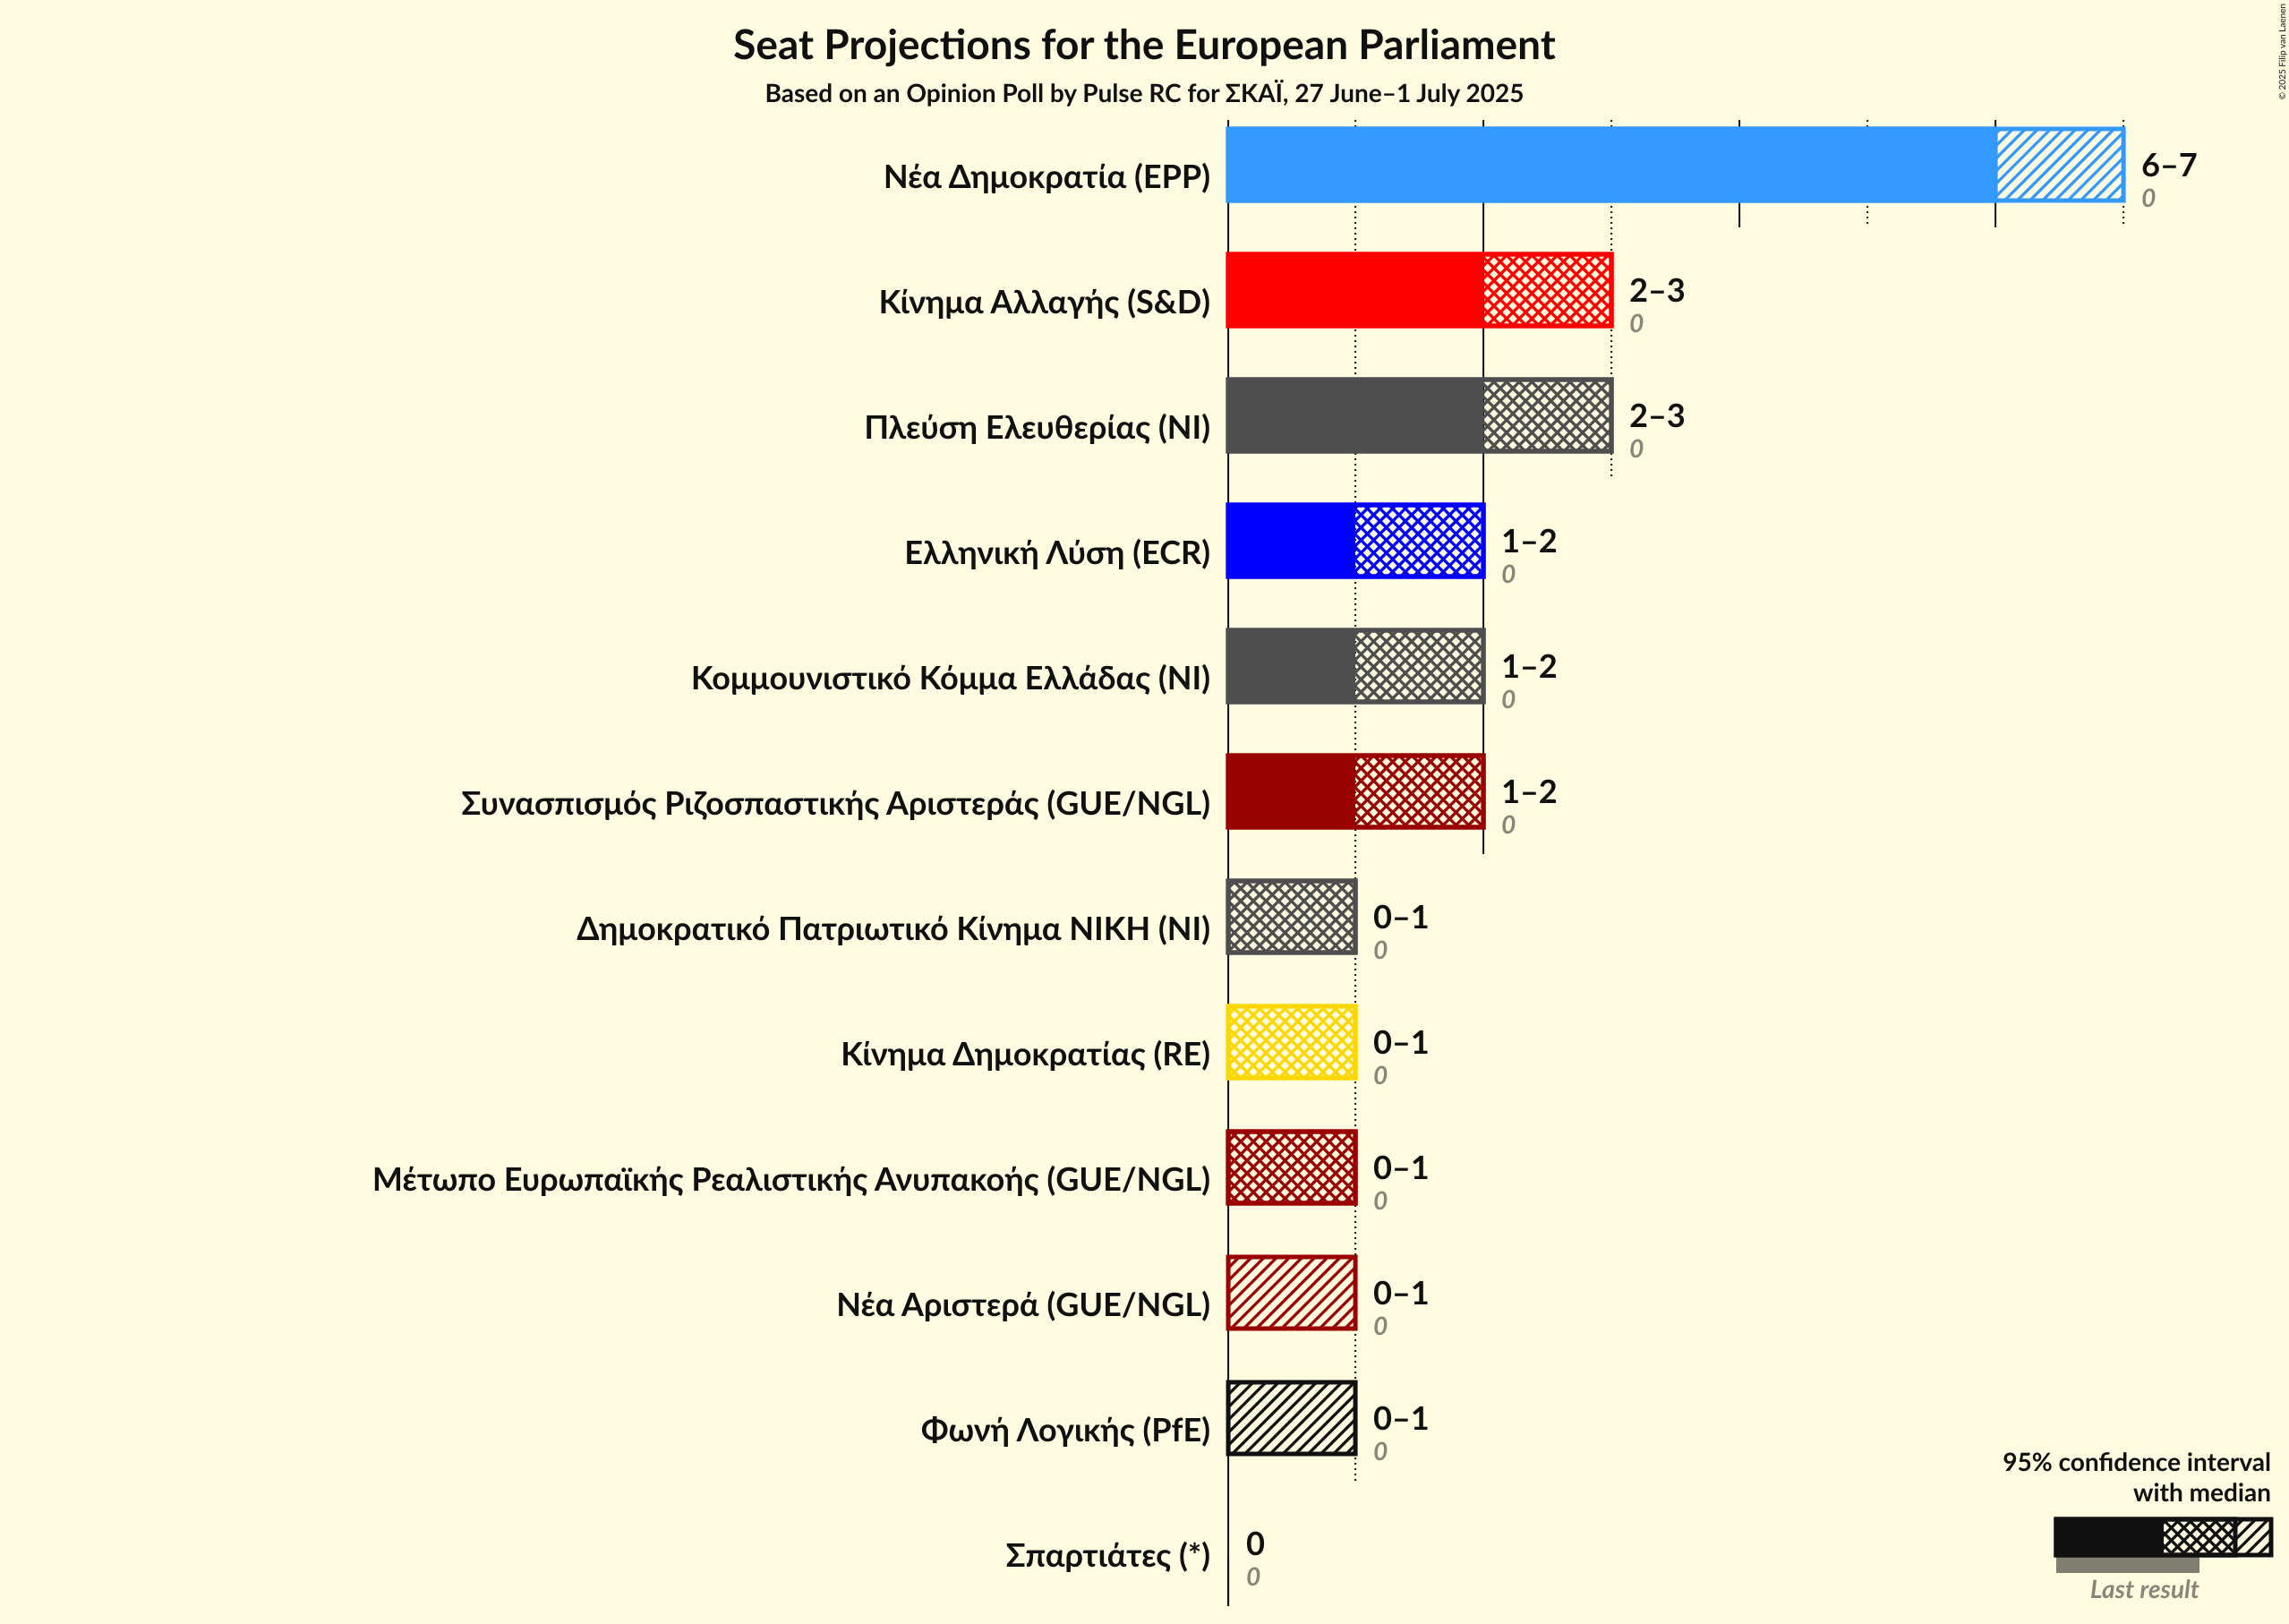 Seat Projections for the European Parliament
Based on an Opinion Poll by Pulse RC for ΣΚΑΪ, 27 June–1 July 2025
© 2025 Filip van Laenen
Νέα Δημοκρατία (EPP)
6–7
0
Κίνημα Αλλαγής (S&D)
2–3
0
Πλεύση Ελευθερίας (NI)
2–3
0
Ελληνική Λύση (ECR)
1–2
0
Κομμουνιστικό Κόμμα Ελλάδας (NI)
1–2
0
Συνασπισμός Ριζοσπαστικής Αριστεράς (GUE/NGL)
1–2
0
Δημοκρατικό Πατριωτικό Κίνημα ΝΙΚΗ (NI)
0–1
0
Κίνημα Δημοκρατίας (RE)
0–1
0
Μέτωπο Ευρωπαϊκής Ρεαλιστικής Ανυπακοής (GUE/NGL)
0–1
0
Νέα Αριστερά (GUE/NGL)
0–1
0
Φωνή Λογικής (PfE)
0–1
0
Σπαρτιάτες (*)
0
0
95% confidence interval
with median
Last result